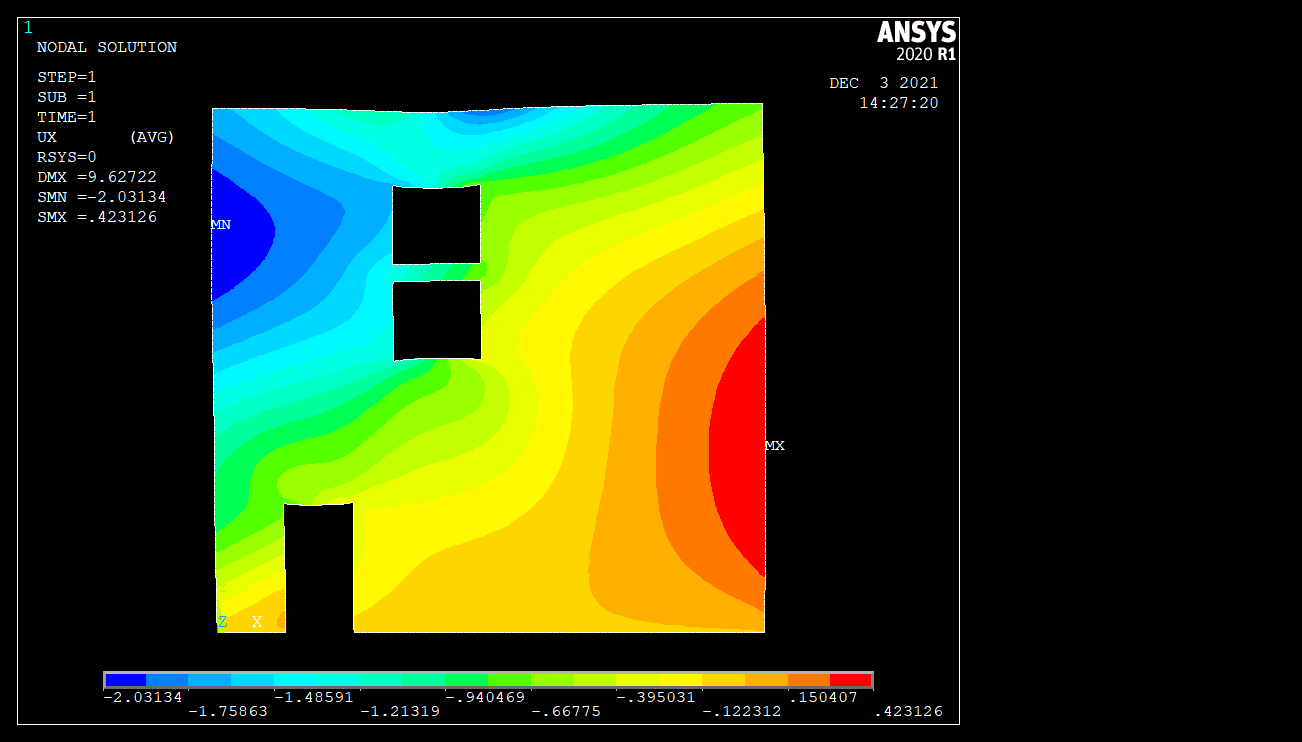 1
ANSYS
2020 R1
NODAL SOLUTION
STEP=1
SUB =1
TIME=1
UX (AVG)
RSYS=0
DMX =9.62722
SMN =-2.03134
SMX =.423126
DEC 3 2021
14:27:20
MN
MX
Z X
-2.03134 -1.48591 -.940469 -.395031 .150407
-1.75863 -1.21319 -.66775 -.122312 .423126